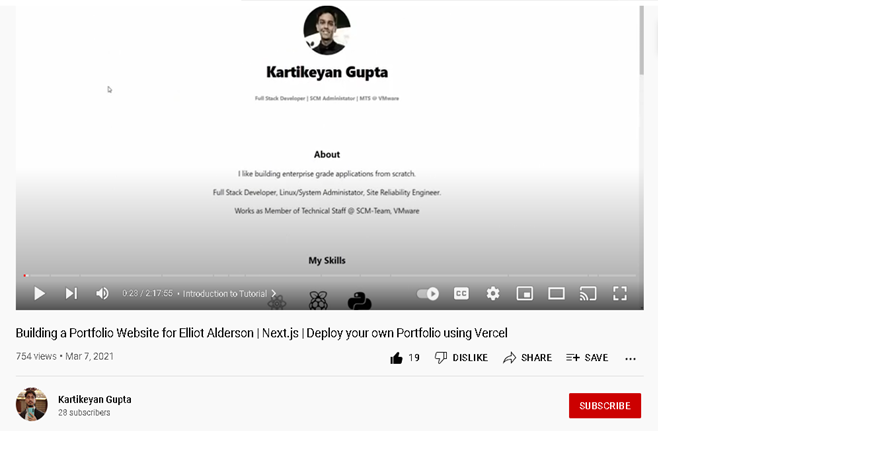 Kartikeyan Gupta
Full Stack Developer | SCM Administator | MTS @ VMware
About
I like building enterprise grade applications from scratch.
Full Stack Developer, Linux/System Administator, Site Reliability Engineer.
Works as Member of Technical Staff @ SCM-Team, VMware
My Skills
0:23 / 2:17:55 • Introduction to Tutorial
CC
Building a Portfolio Website for Elliot Alderson | Next.js | Deploy your own Portfolio using Vercel
754 views • Mar 7, 2021
19 DISLIKE SHARE SAVE
Kartikeyan Gupta
28 subscribers
SUBSCRIBE